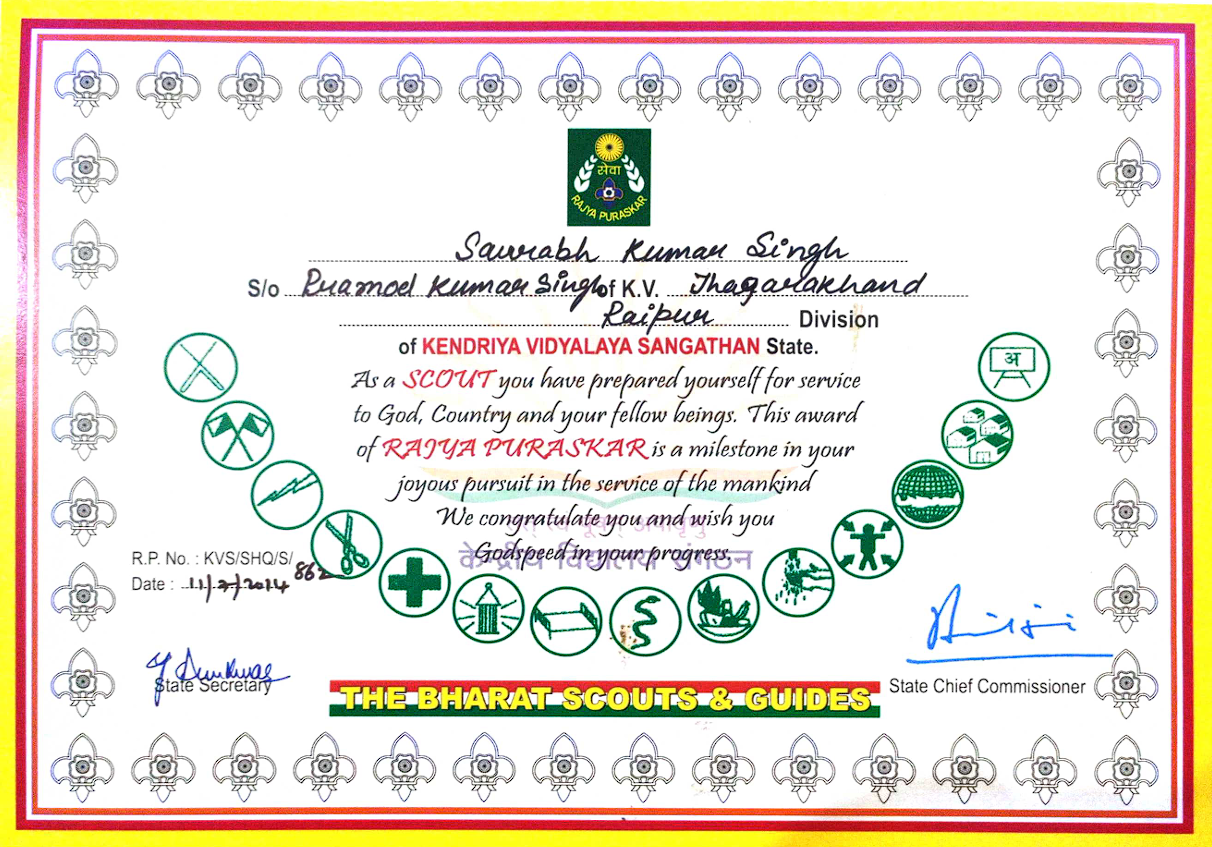 सेवा
RAJYA PURASKAR
Saurabh Kumar Singh
S/o Pramod Kumar Singh of K.V. Jhagarakhand
Raipur Division
of KENDRIYA VIDYALAYA SANGATHAN State.
As a SCOUT you have prepared yourself for service
to God, Country and your fellow beings. This award
of RAJYA PURASKAR is a milestone in your
joyous pursuit in the service of the mankind
We congratulate you and wish you
Godspeed in your progress.
केन्द्रीय विद्यालय संगठन
अ
R.P. No. : KVS/SHQ/S/ 862
Date : 11/7/2014
State Secretary
State Chief Commissioner
THE BHARAT SCOUTS & GUIDES